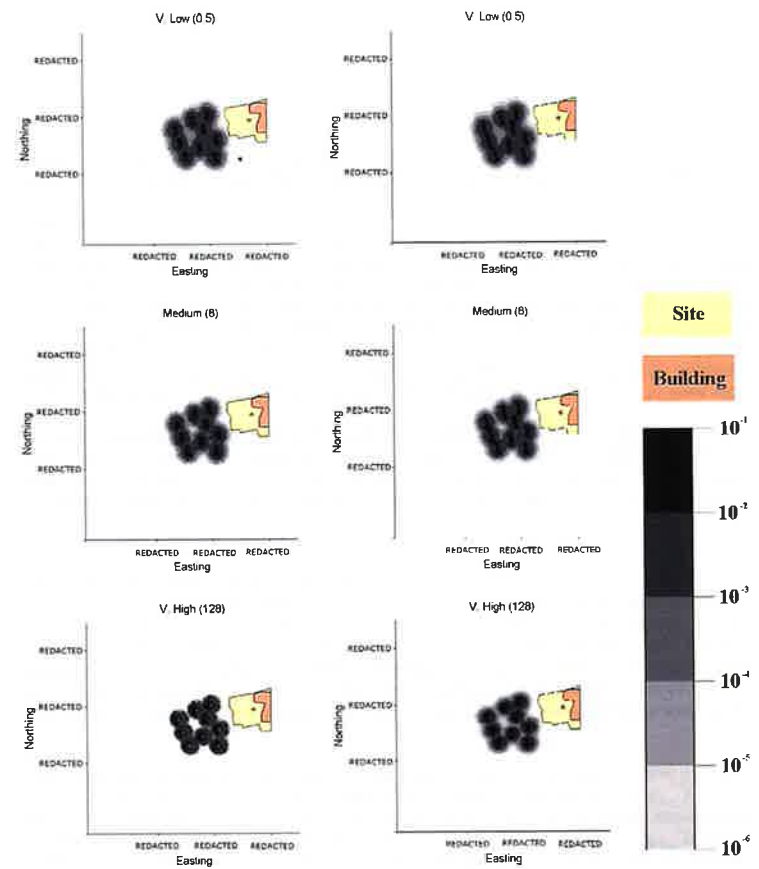 V. Low (0.5)
V. Low (0.5)
REDACTED
REDACTED
REDACTED
Northing
REDACTED REDACTED REDACTED
Easting
REDACTED
REDACTED
REDACTED
Northing
REDACTED REDACTED REDACTED
Easting
Medium (8)
Medium (8)
REDACTED
REDACTED
REDACTED
Northing
REDACTED REDACTED REDACTED
Easting
REDACTED
REDACTED
REDACTED
Northing
REDACTED REDACTED REDACTED
Easting
V. High (128)
V. High (128)
REDACTED
REDACTED
REDACTED
Northing
REDACTED REDACTED REDACTED
Easting
REDACTED
REDACTED
REDACTED
Northing
REDACTED REDACTED REDACTED
Easting
Site
Building
10⁻¹
10⁻²
10⁻³
10⁻⁴
10⁻⁵
10⁻⁶